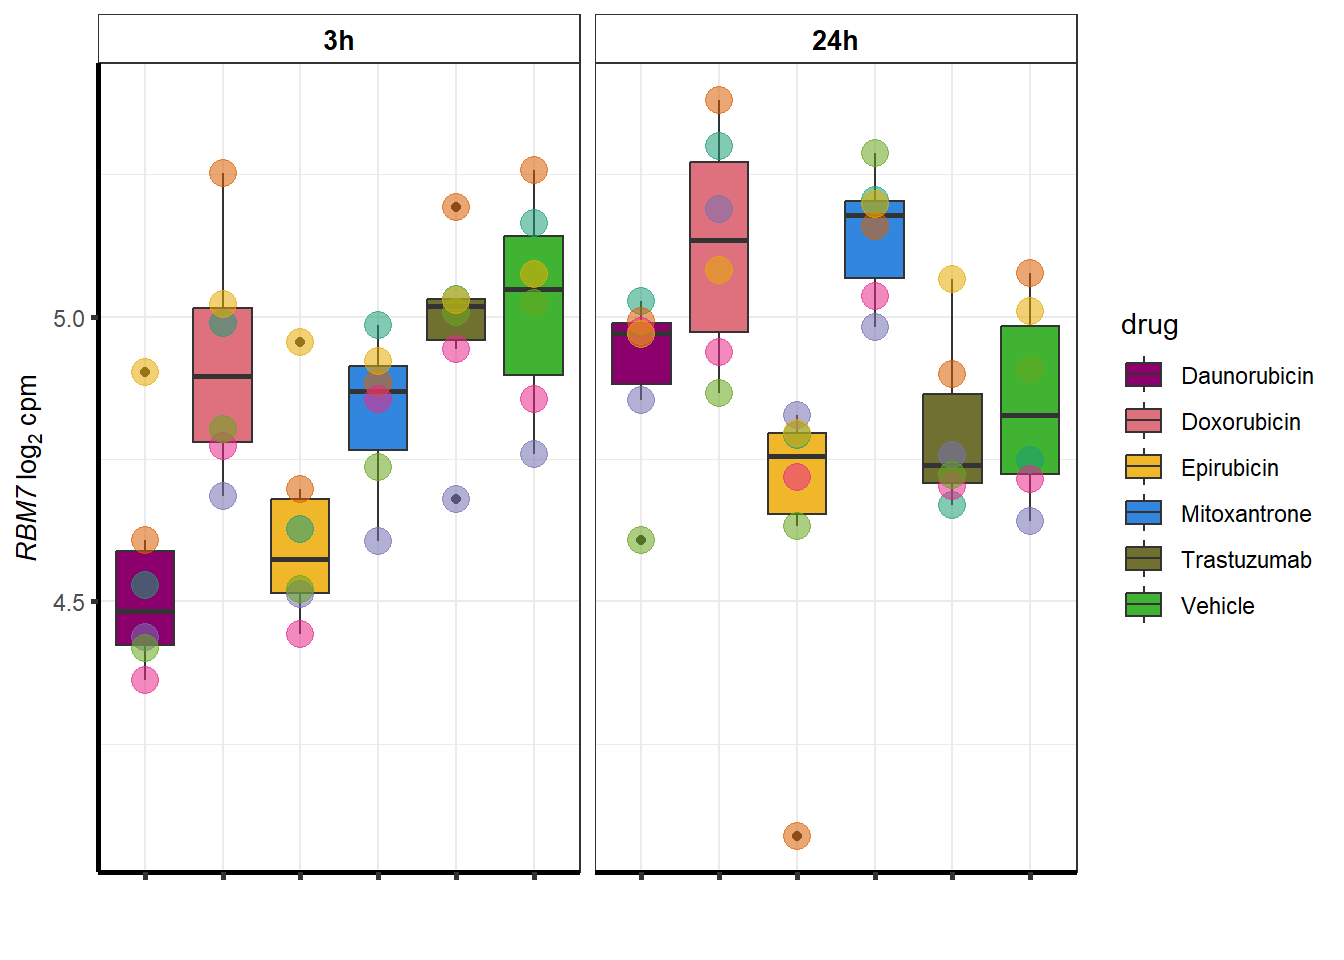 3h
24h
5.0
4.5
RBM7 log₂ cpm
drug
Daunorubicin
Doxorubicin
Epirubicin
Mitoxantrone
Trastuzumab
Vehicle